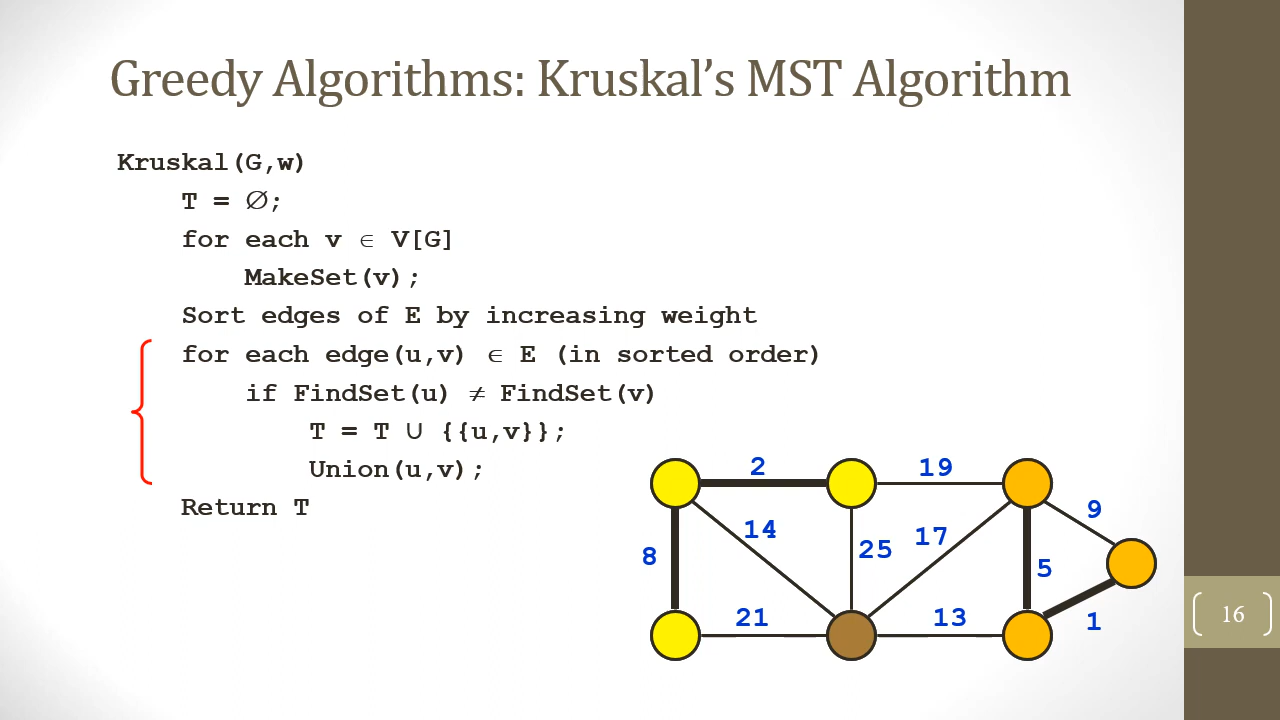 Greedy Algorithms: Kruskal’s MST Algorithm
Kruskal(G,w)
T = ∅;
for each v ∈ V[G]
MakeSet(v);
Sort edges of E by increasing weight
for each edge(u,v) ∈ E (in sorted order)
if FindSet(u) ≠ FindSet(v)
T = T ∪ {{u,v}};
Union(u,v);
Return T
2
19
9
14
25
17
8
5
21
13
1
16